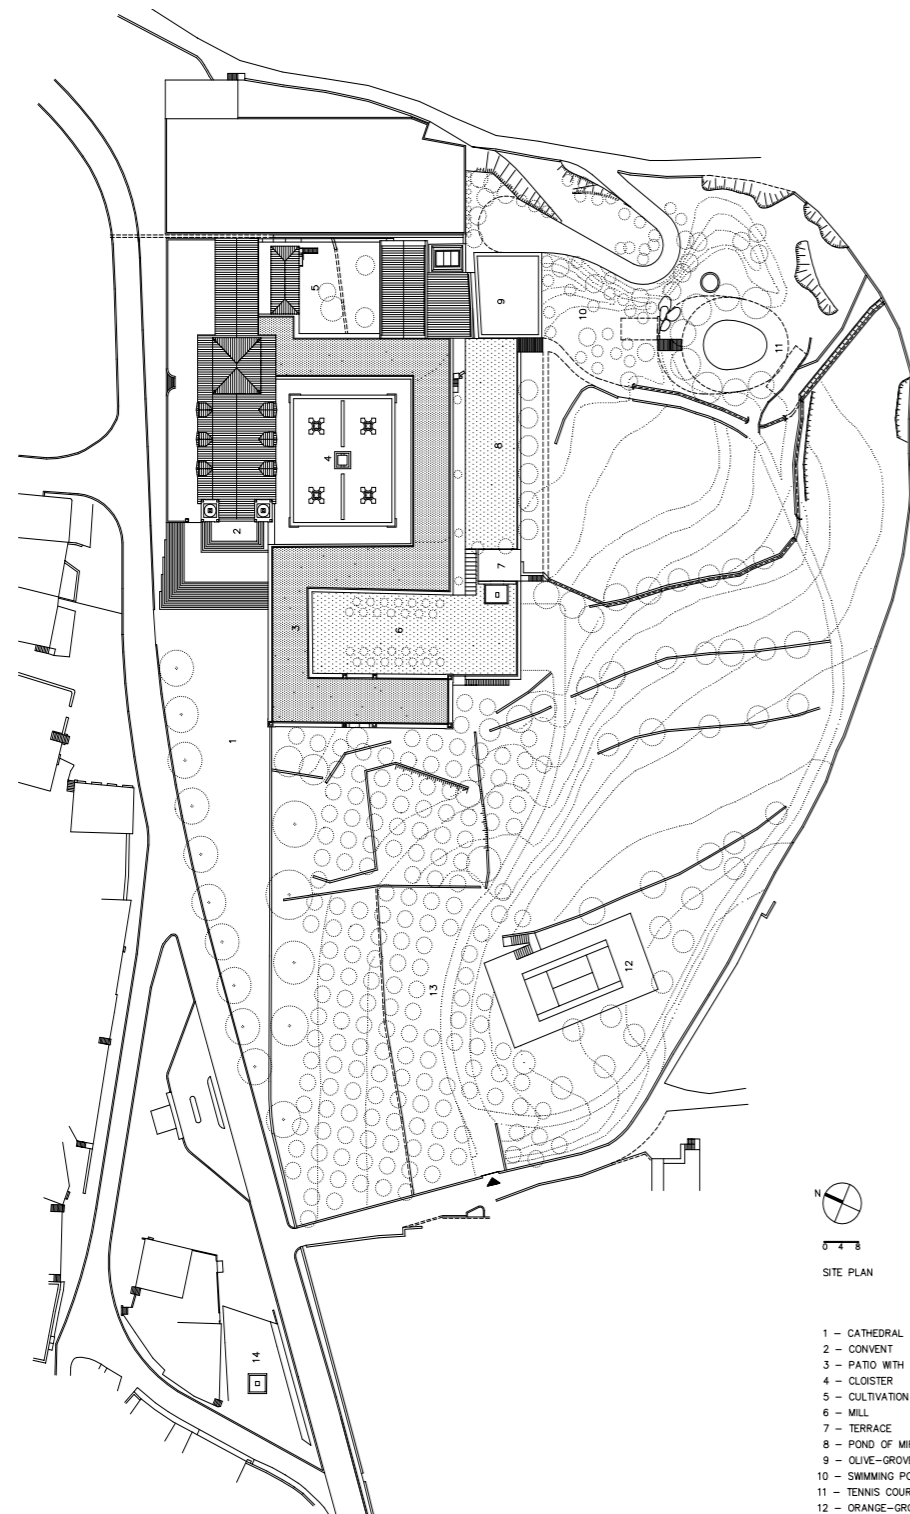 5
9
10
11
4
8
2
7
3
6
1
12
13
14
N
0 4 8
SITE PLAN
1 – CATHEDRAL
2 – CONVENT
3 – PATIO WITH
4 – CLOISTER
5 – CULTIVATION
6 – MILL
7 – TERRACE
8 – POND OF
9 –
10 – SWIMMING
11 – TENNIS
12 –